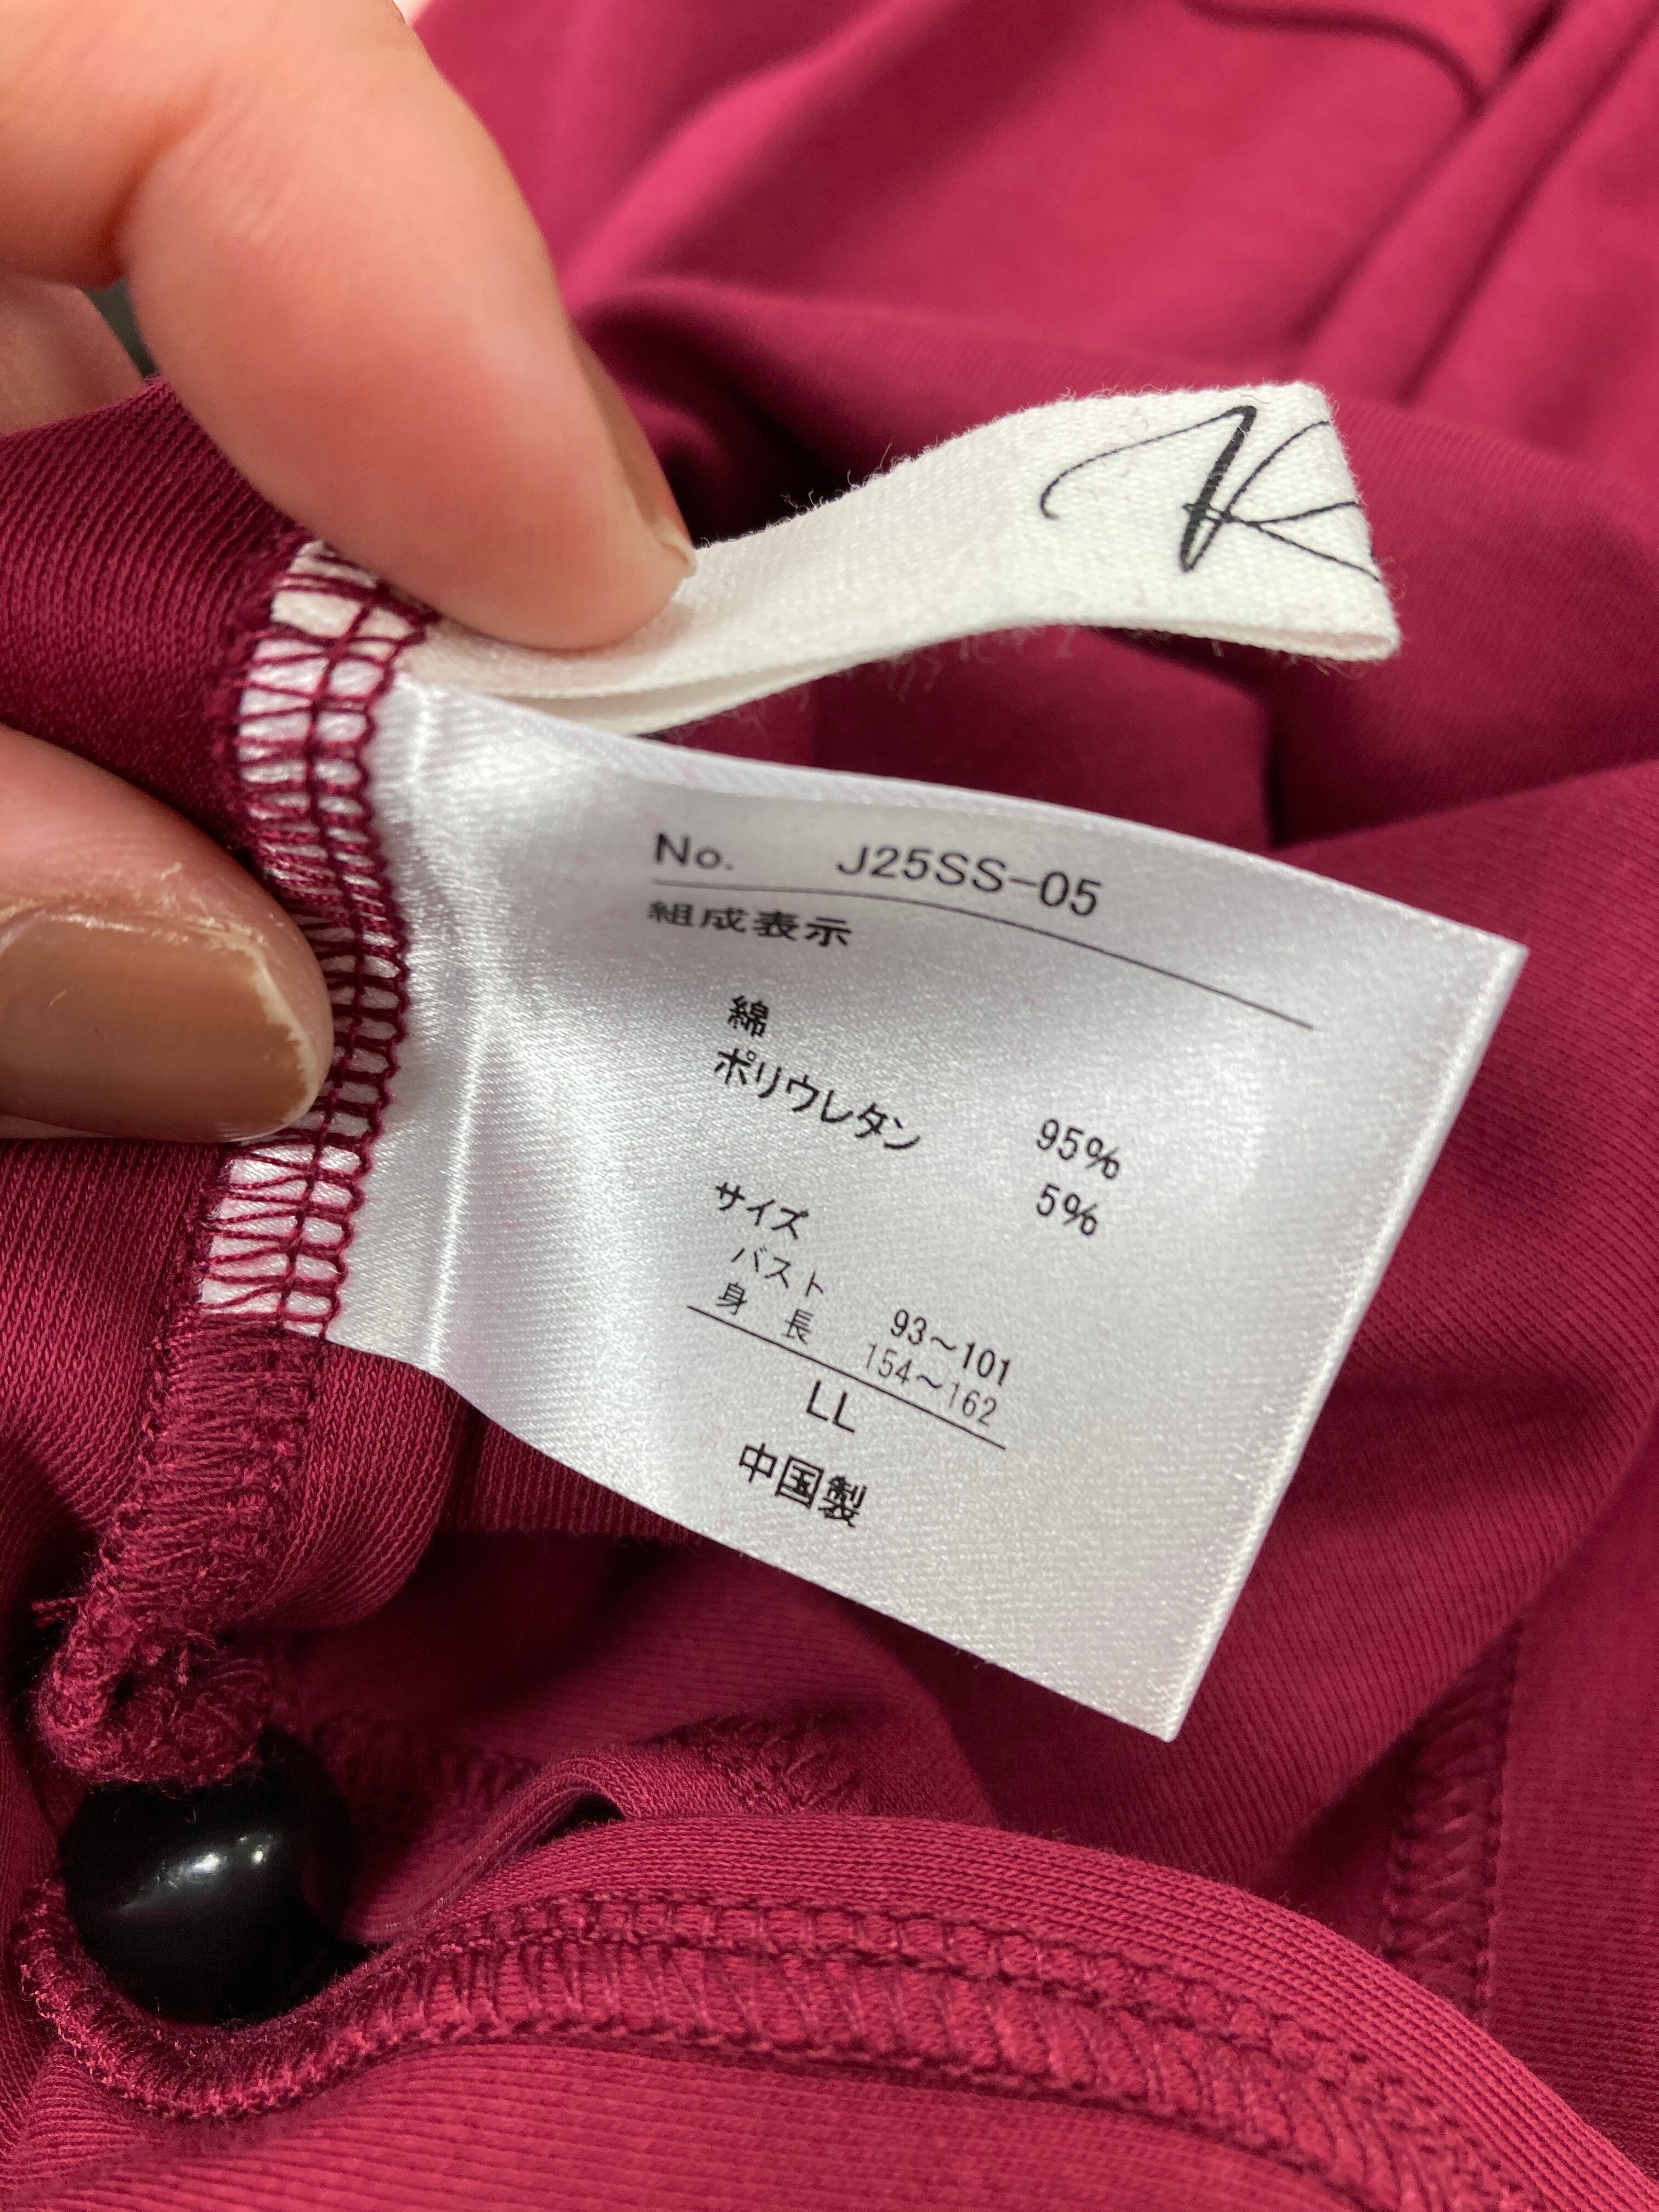 No. J25SS-05
組成表示
綿 95%
ポリウレタン 5%
サイズ
バスト 93～101
身長 154～162
LL
中国製